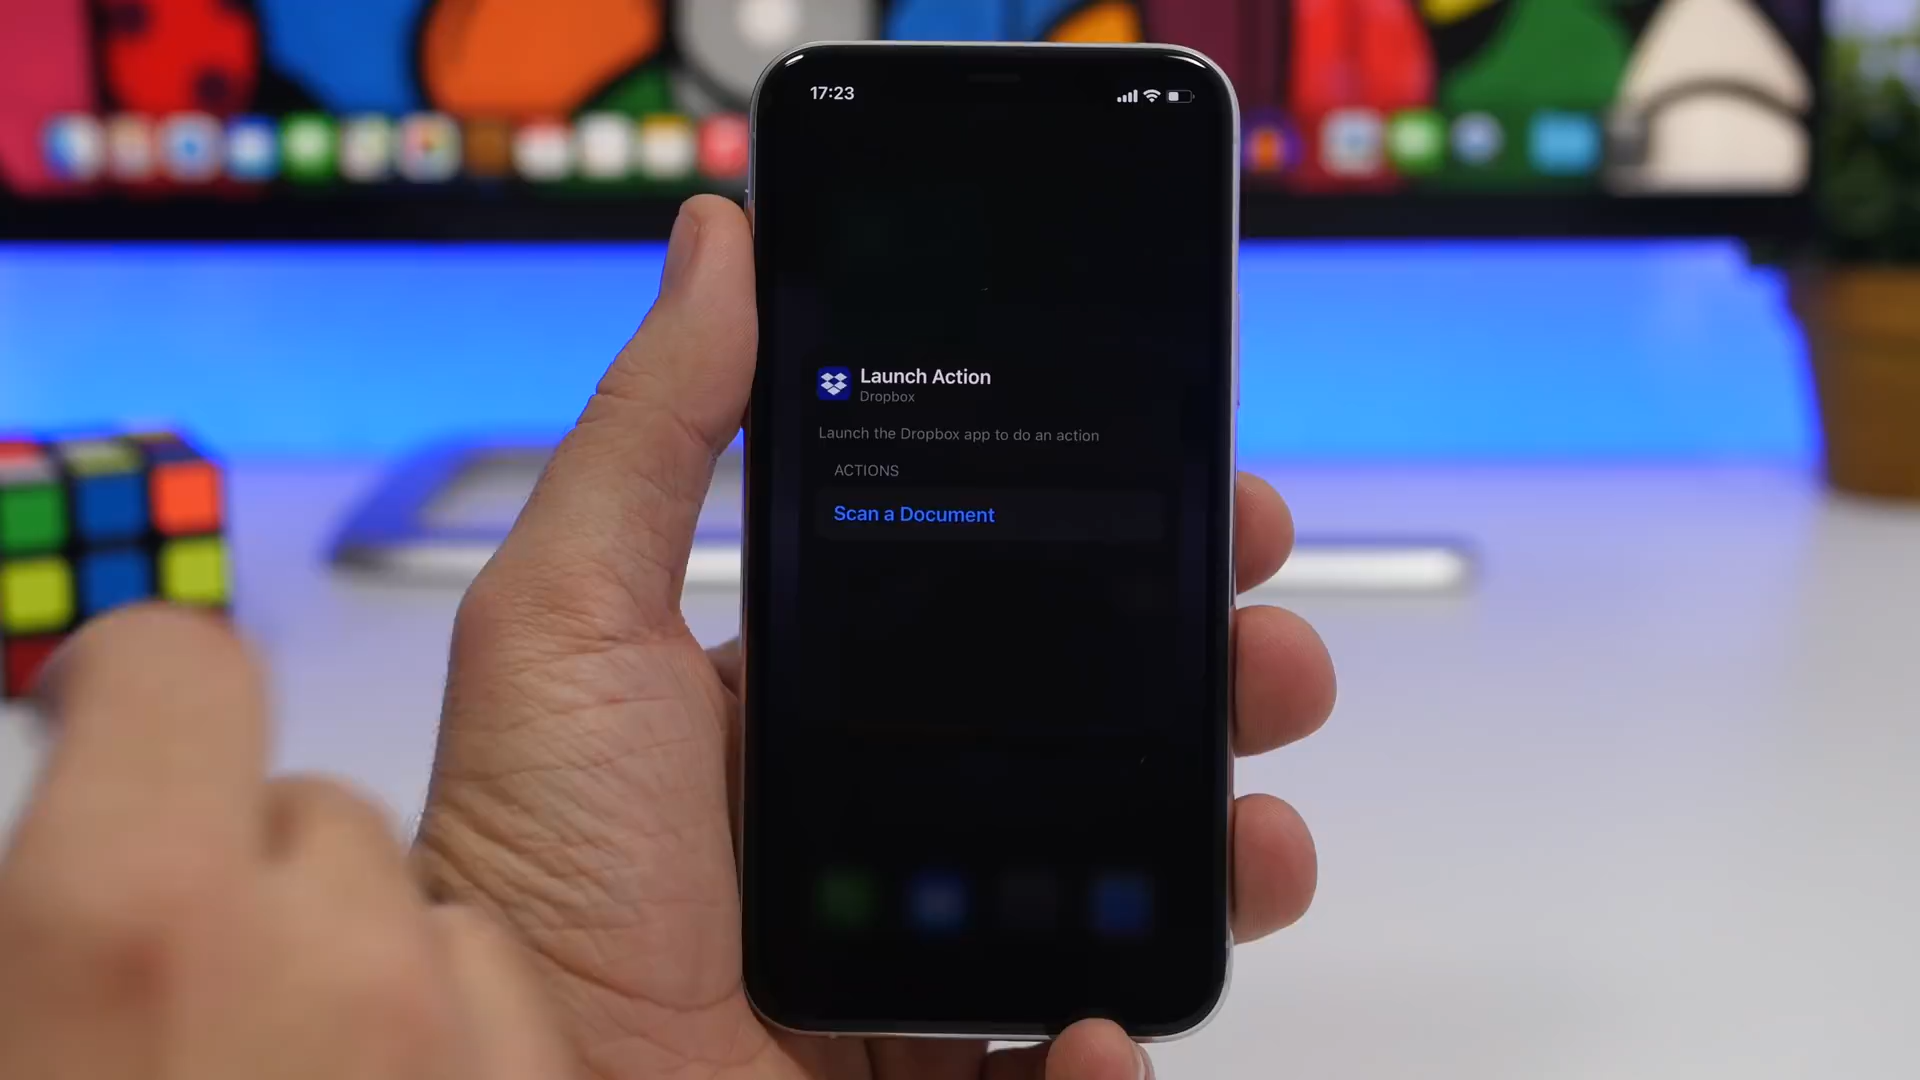 17:23
Launch Action
Dropbox
Launch the Dropbox app to do an action
ACTIONS
Scan a Document